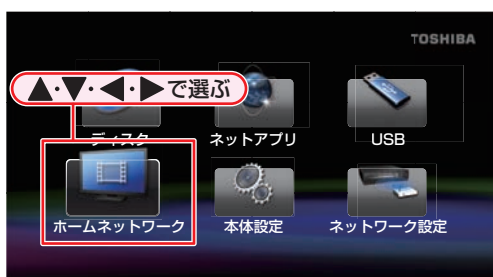 TOSHIBA
▲・▼・◀・▶で選ぶ
ディスク
ネットアプリ
USB
ホームネットワーク
本体設定
ネットワーク設定